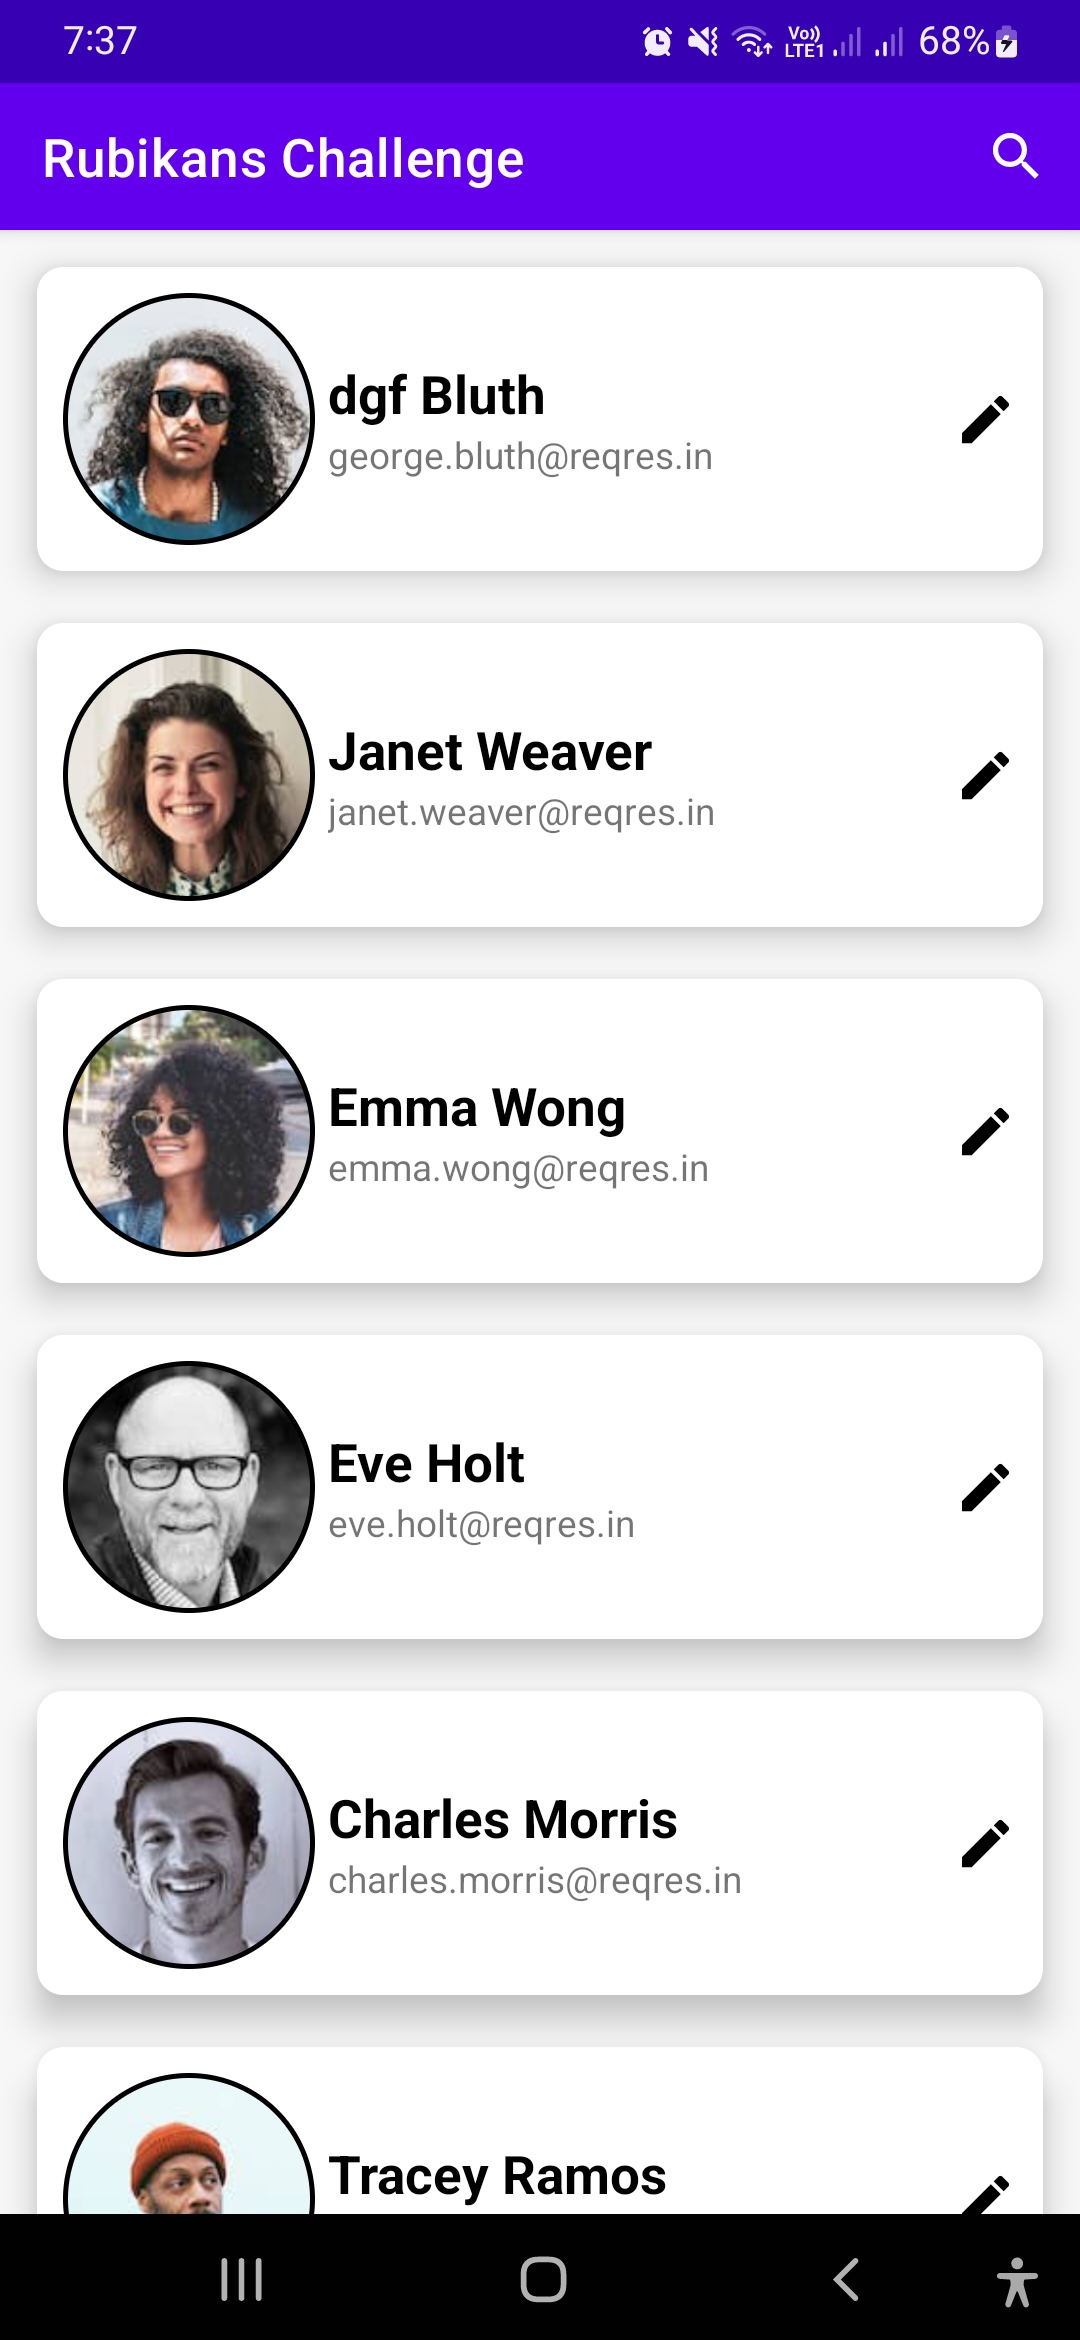 7:37
Vo)) LTE1 68%
Rubikans Challenge
dgf Bluth
george.bluth@reqres.in
Janet Weaver
janet.weaver@reqres.in
Emma Wong
emma.wong@reqres.in
Eve Holt
eve.holt@reqres.in
Charles Morris
charles.morris@reqres.in
Tracey Ramos